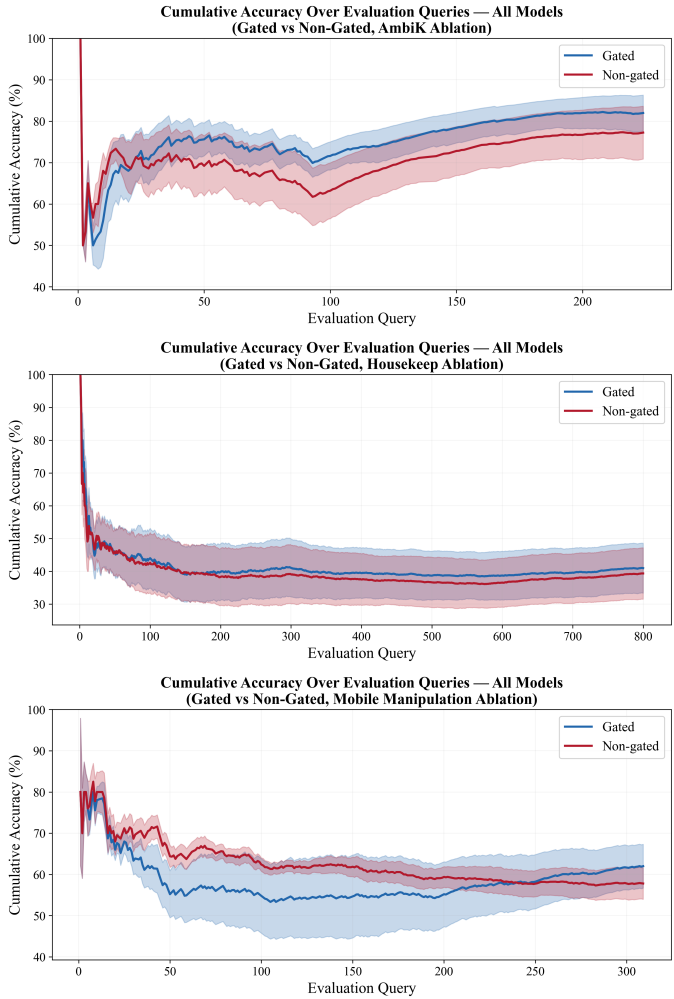 Cumulative Accuracy Over Evaluation Queries — All Models
(Gated vs Non-Gated, AmbiK Ablation)
Cumulative Accuracy (%)
100
90
80
70
60
50
40
Gated
Non-gated
0
50
100
150
200
Evaluation Query
Cumulative Accuracy Over Evaluation Queries — All Models
(Gated vs Non-Gated, Housekeep Ablation)
Cumulative Accuracy (%)
100
90
80
70
60
50
40
30
Gated
Non-gated
0
100
200
300
400
500
600
700
800
Evaluation Query
Cumulative Accuracy Over Evaluation Queries — All Models
(Gated vs Non-Gated, Mobile Manipulation Ablation)
Cumulative Accuracy (%)
100
90
80
70
60
50
40
Gated
Non-gated
0
50
100
150
200
250
300
Evaluation Query